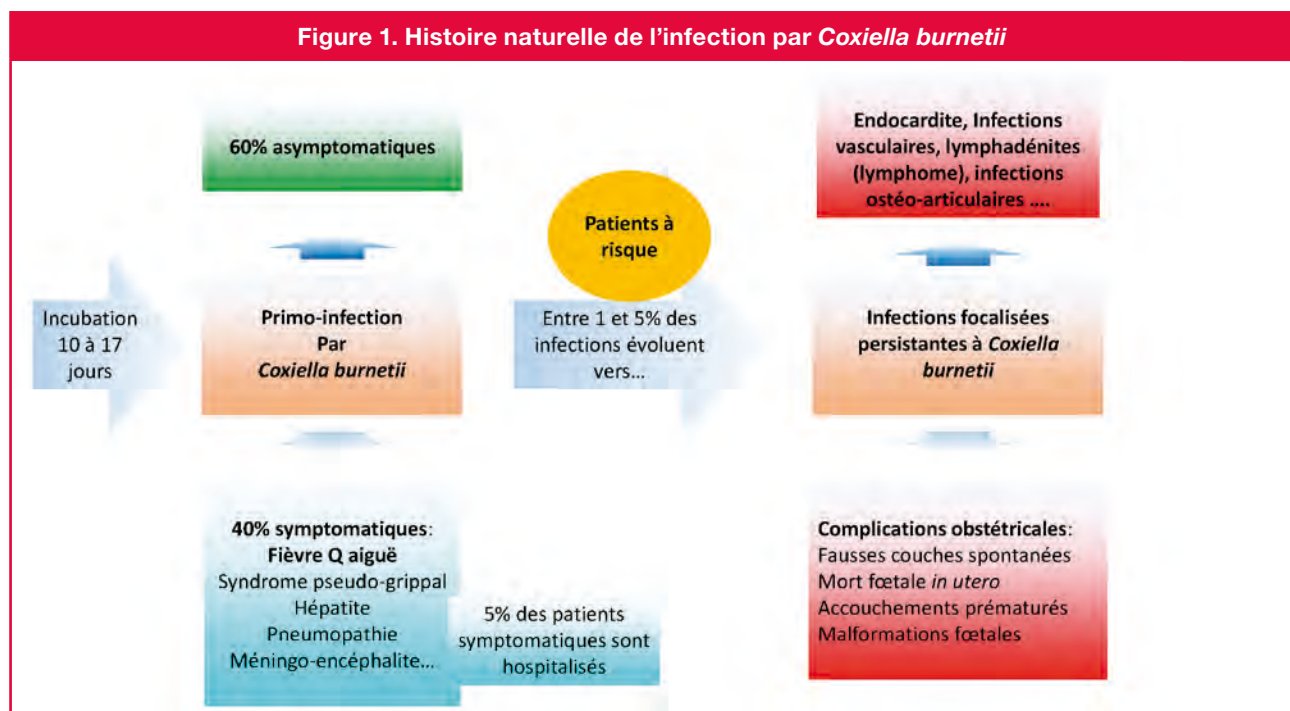 Figure 1. Histoire naturelle de l'infection par Coxiella burnetii
60% asymptomatiques
Incubation
10 à 17
jours
Primo-infection
Par
Coxiella burnetii
40% symptomatiques:
Fièvre Q aiguë
Syndrome pseudo-grippal
Hépatite
Pneumopathie
Méningo-encéphalite...
5% des patients
symptomatiques sont
hospitalisés
Patients à
risque
Entre 1 et 5% des
infections évoluent
vers...
Endocardite, Infections
vasculaires, lymphadénites
(lymphome), infections
ostéo-articulaires ....
Infections focalisées
persistantes à Coxiella
burnetii
Complications obstétricales:
Fausses couches spontanées
Mort fœtale in utero
Accouchements prématurés
Malformations fœtales